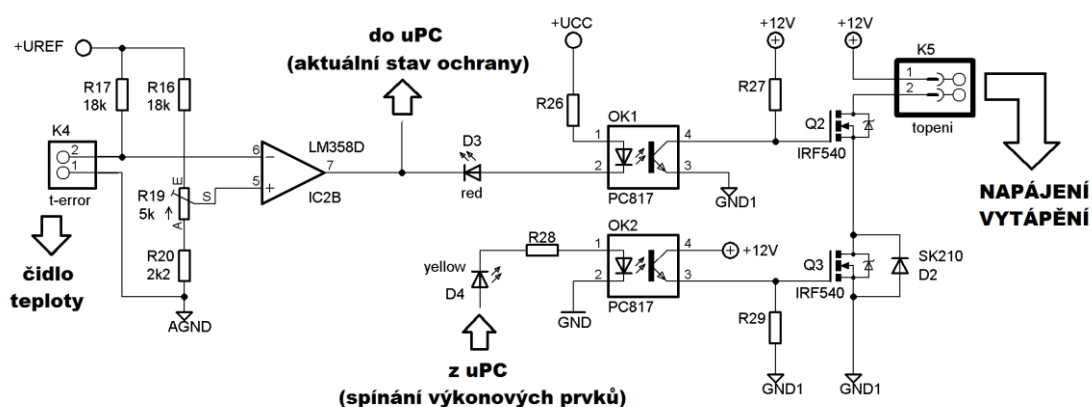 +UREF
R17
18k
R16
18k
K4
2
1
t-error
čidlo
teploty
R19
5k
E
S
A
R20
2k2
AGND
6
5
7
LM358D
IC2B
do uPC
(aktuální stav ochrany)
D3
red
+UCC
R26
OK1
1
2
4
3
PC817
GND1
+12V
R27
+12V
K5
1
2
topeni
Q2
IRF540
NAPÁJENÍ
VYTÁPĚNÍ
yellow
D4
R28
OK2
1
2
4
3
PC817
GND
+12V
R29
GND1
Q3
IRF540
SK210
D2
GND1
z uPC
(spínání výkonových prvků)